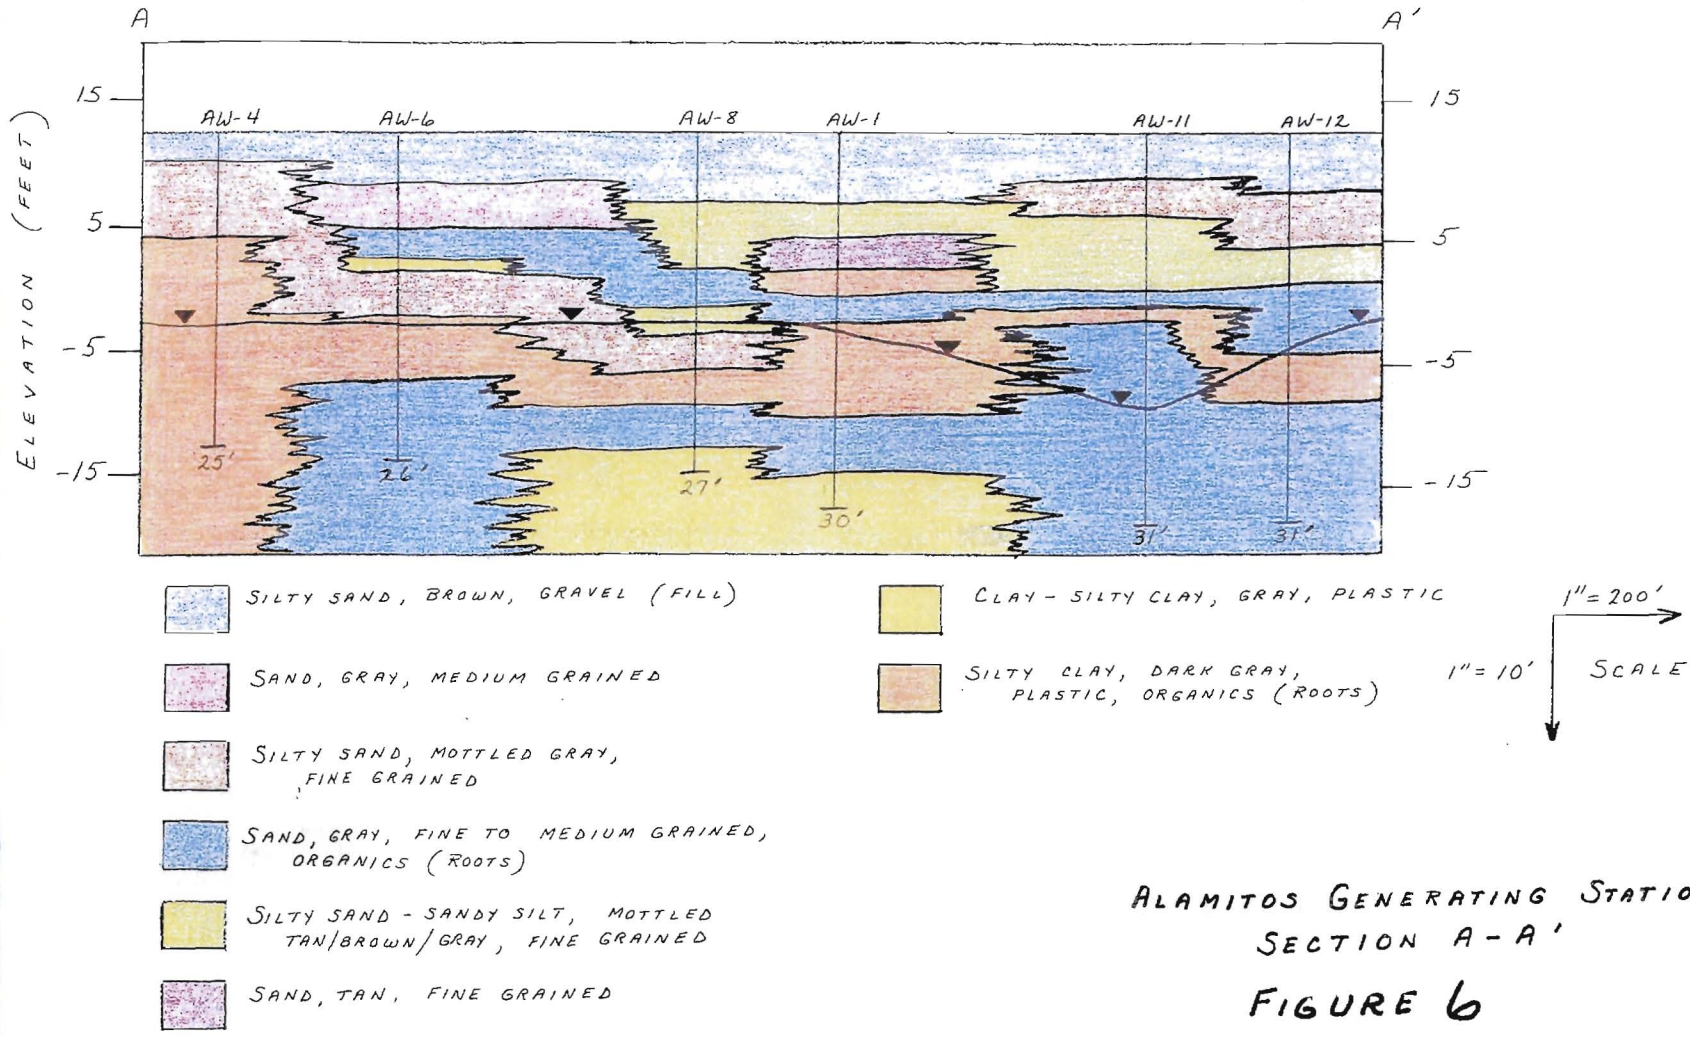 A A'
ELEVATION (FEET)
15 15
AW-4 AW-6 AW-8 AW-1 AW-11 AW-12
5 5
-5 -5
-15 -15
25' 26' 27' 30' 31' 31'
SILTY SAND, BROWN, GRAVEL (FILL)
SAND, GRAY, MEDIUM GRAINED
SILTY SAND, MOTTLED GRAY,
FINE GRAINED
SAND, GRAY, FINE TO MEDIUM GRAINED,
ORGANICS (ROOTS)
SILTY SAND - SANDY SILT, MOTTLED
TAN/BROWN/GRAY, FINE GRAINED
SAND, TAN, FINE GRAINED
CLAY - SILTY CLAY, GRAY, PLASTIC
SILTY CLAY, DARK GRAY,
PLASTIC, ORGANICS (ROOTS)
1" = 200'
1" = 10' SCALE
ALAMITOS GENERATING STATIO
SECTION A-A'
FIGURE 6